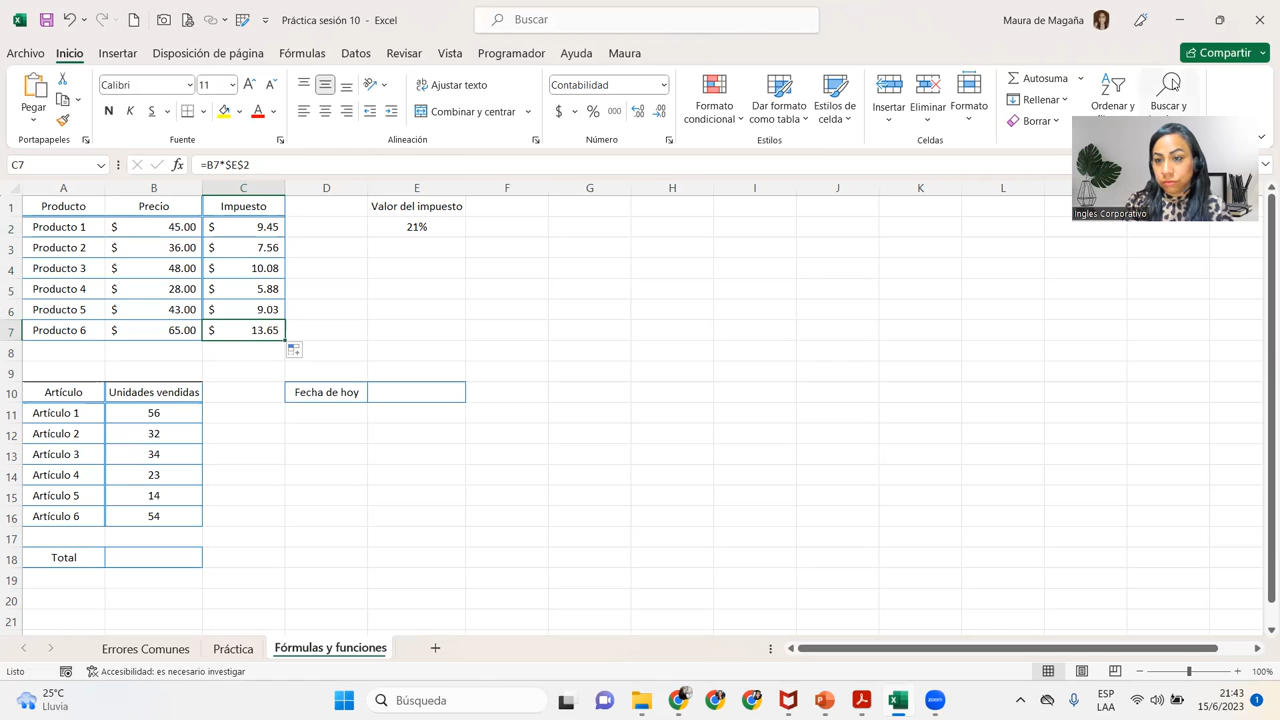 Práctica sesión 10 - Excel
Buscar
Maura de Magaña
Archivo Inicio Insertar Disposición de página Fórmulas Datos Revisar Vista Programador Ayuda Maura
Compartir
Pegar
Portapapeles
Calibri 11
N K S
Fuente
Ajustar texto
Combinar y centrar
Alineación
Contabilidad
$ % 000
Número
Formato condicional
Dar formato como tabla
Estilos de celda
Estilos
Insertar
Eliminar
Formato
Celdas
Autosuma
Rellenar
Borrar
Ordenar y
Buscar y
Ingles Corporativo
C7 fx =B7*$E$2
A B C D E F G H I J K L
1 Producto Precio Impuesto Valor del impuesto
2 Producto 1 $ 45.00 $ 9.45 21%
3 Producto 2 $ 36.00 $ 7.56
4 Producto 3 $ 48.00 $ 10.08
5 Producto 4 $ 28.00 $ 5.88
6 Producto 5 $ 43.00 $ 9.03
7 Producto 6 $ 65.00 $ 13.65
8
9
10 Artículo Unidades vendidas Fecha de hoy
11 Artículo 1 56
12 Artículo 2 32
13 Artículo 3 34
14 Artículo 4 23
15 Artículo 5 14
16 Artículo 6 54
17
18 Total
19
20
21
Errores Comunes Práctica Fórmulas y funciones
Listo Accesibilidad: es necesario investigar 100%
25°C
Lluvia
Búsqueda
ESP
LAA
21:43
15/6/2023